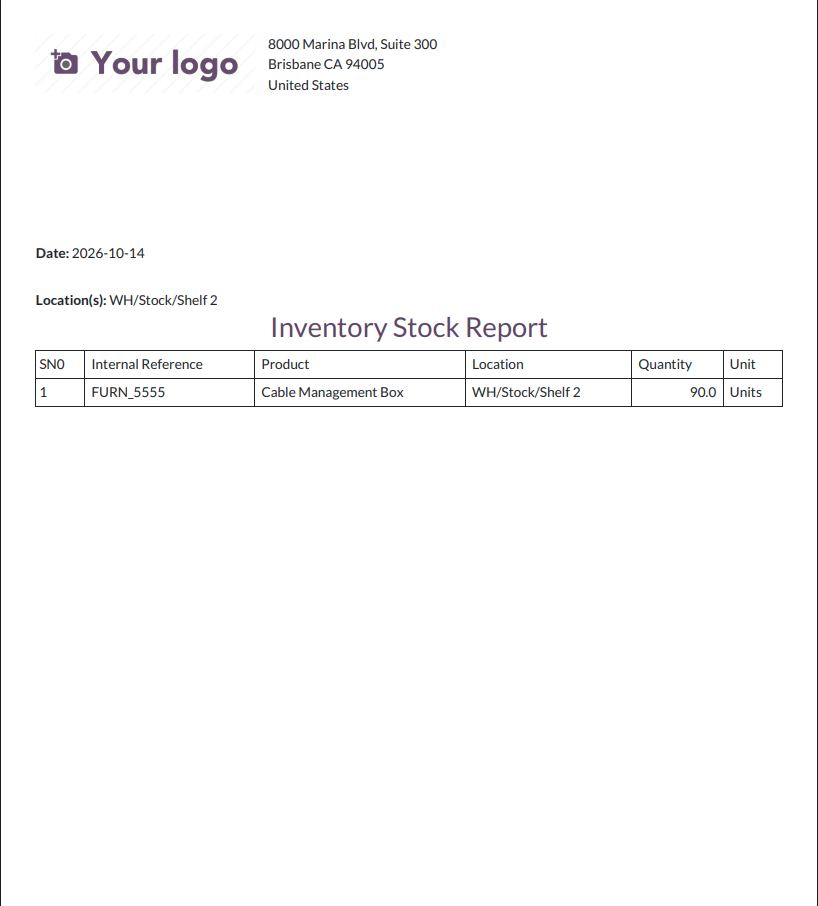 Your logo
8000 Marina Blvd, Suite 300
Brisbane CA 94005
United States
Date: 2026-10-14
Location(s): WH/Stock/Shelf 2
Inventory Stock Report
SN0 Internal Reference Product Location Quantity Unit
1 FURN_5555 Cable Management Box WH/Stock/Shelf 2 90.0 Units